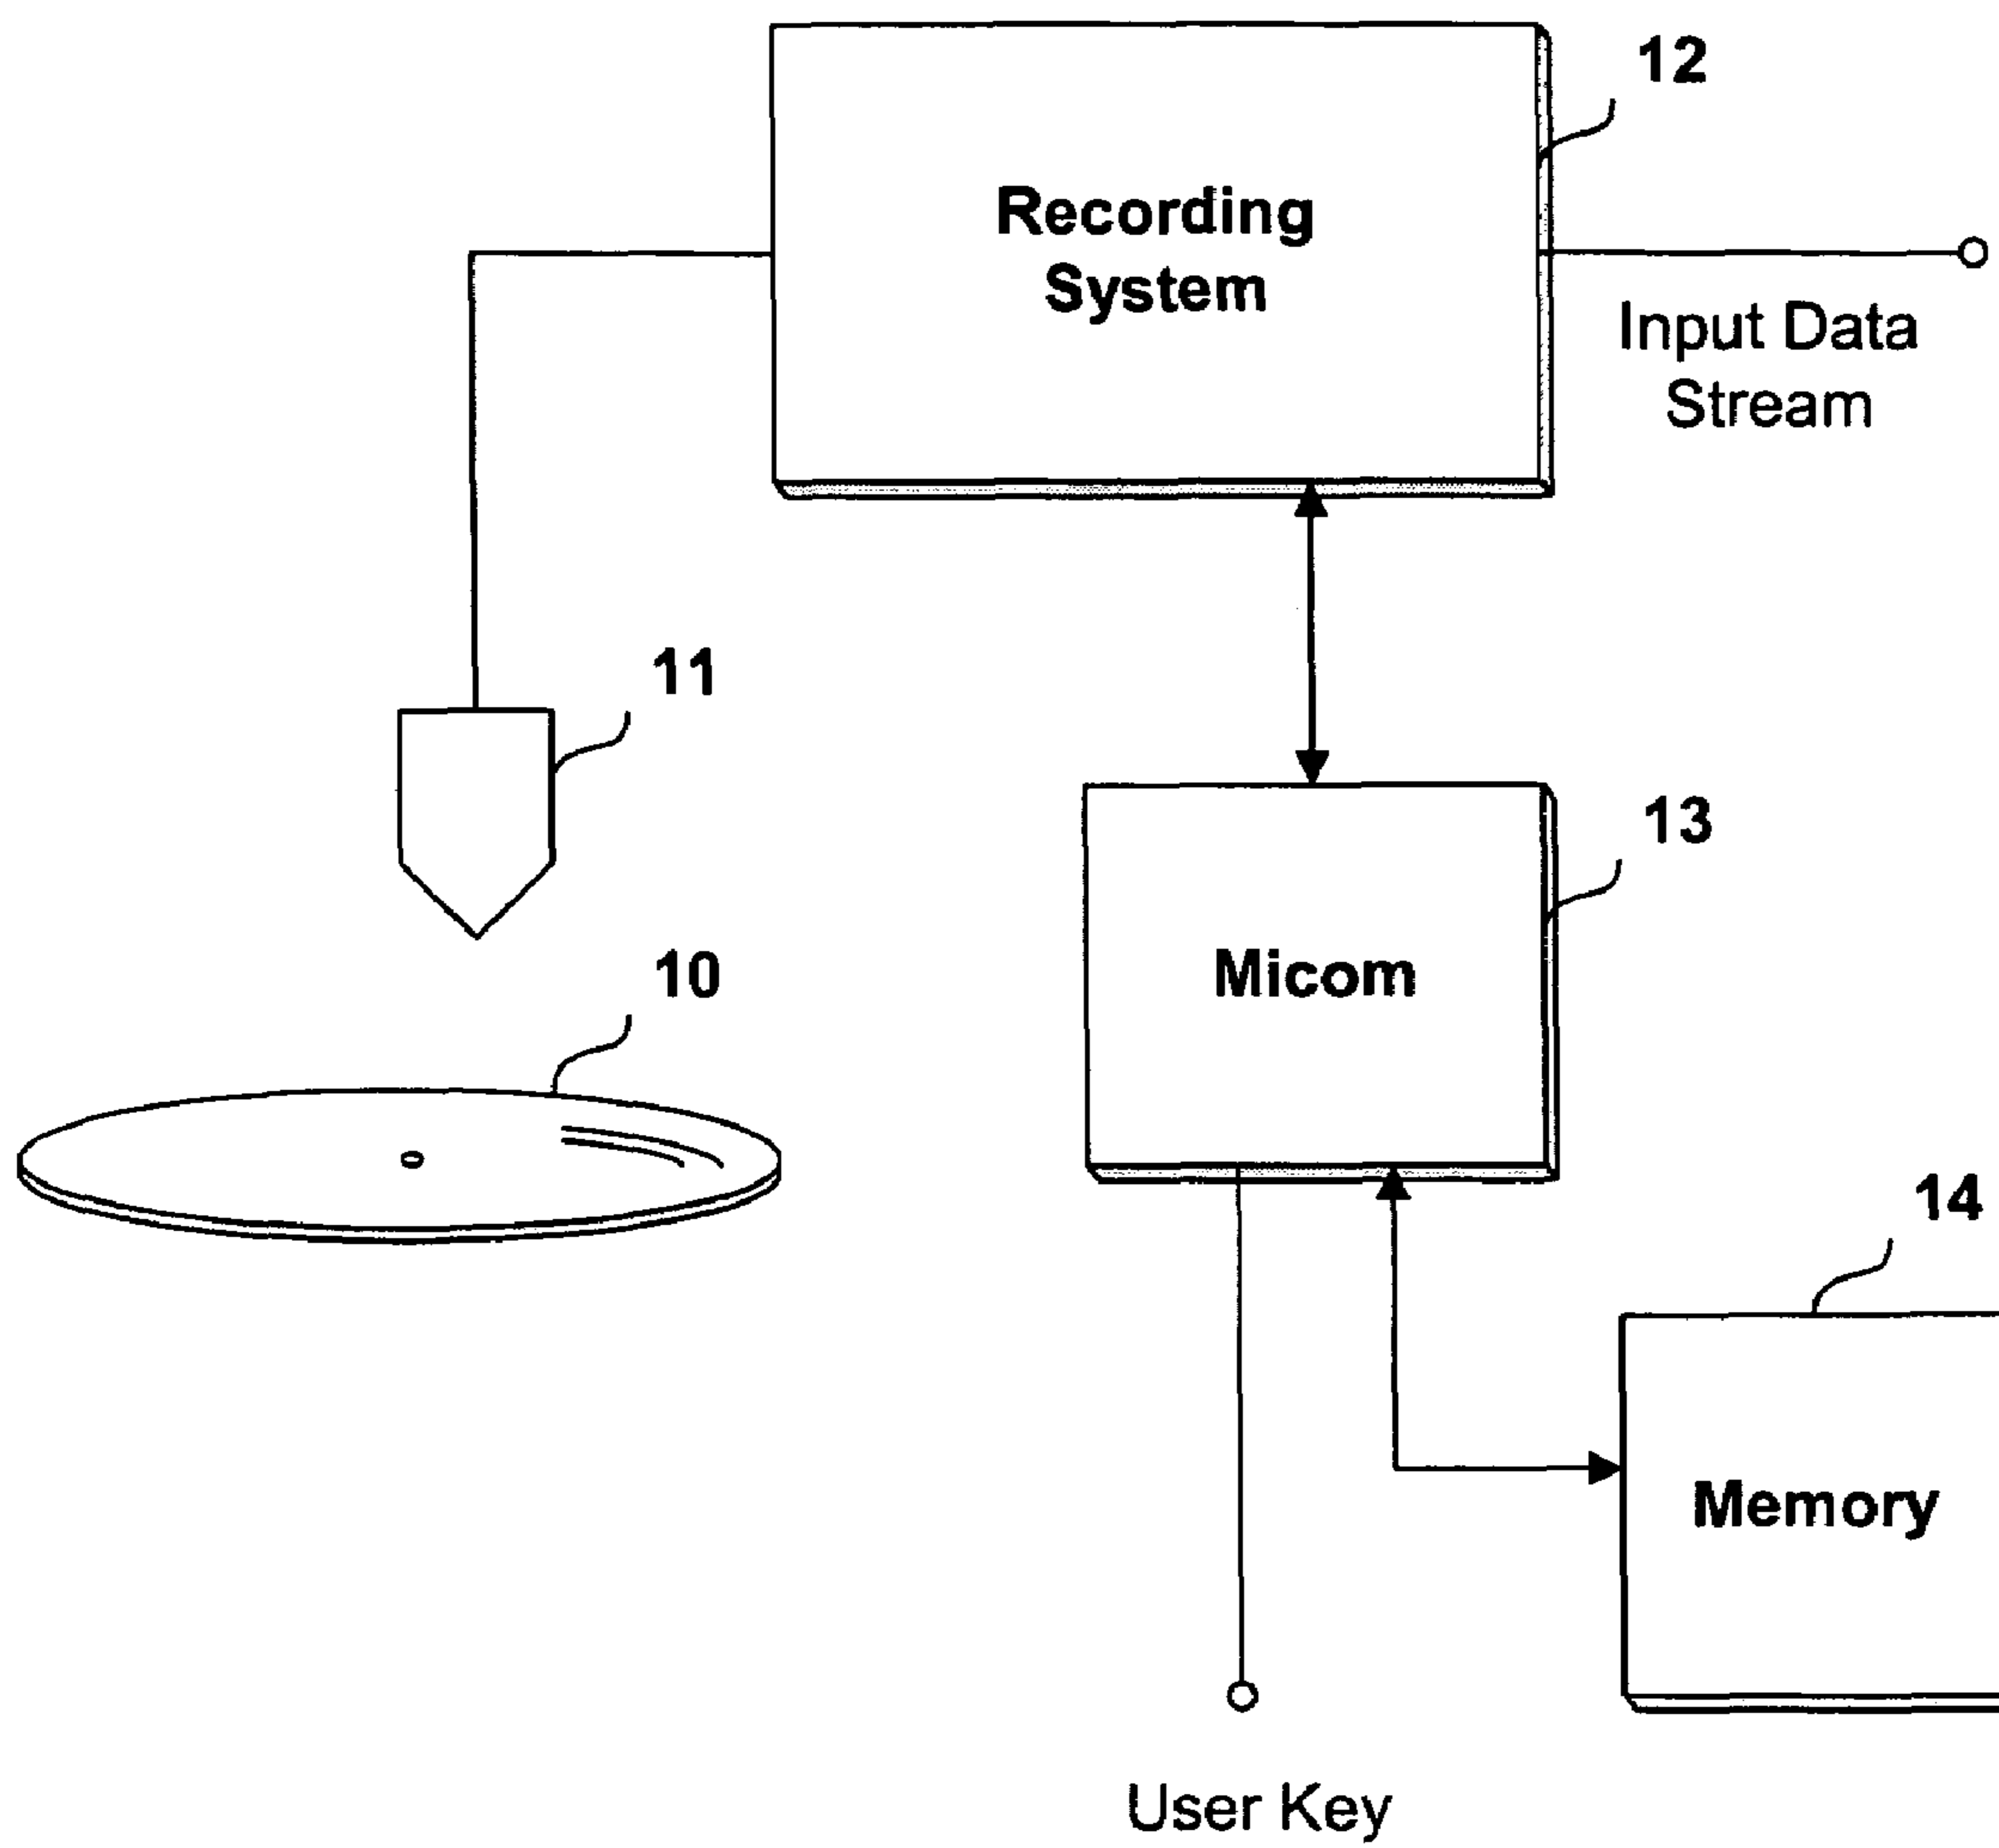 12
Recording
System
Input Data
Stream
11
13
10
Micom
14
Memory
User Key